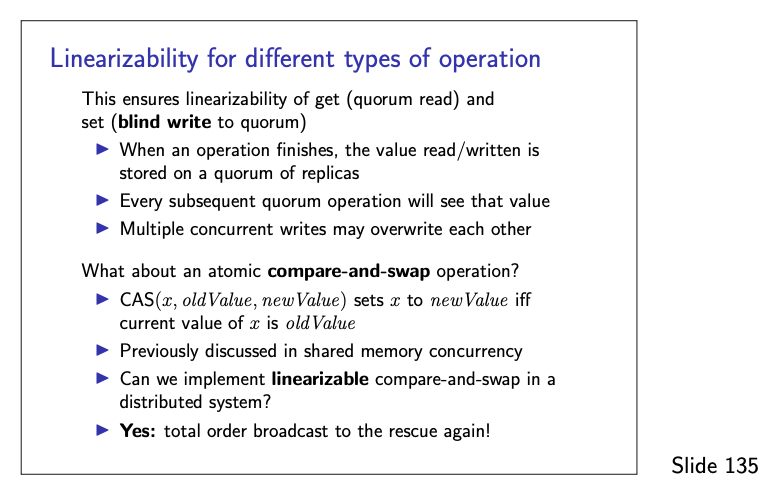 Linearizability for different types of operation
This ensures linearizability of get (quorum read) and
set (blind write to quorum)
▶ When an operation finishes, the value read/written is
stored on a quorum of replicas
▶ Every subsequent quorum operation will see that value
▶ Multiple concurrent writes may overwrite each other
What about an atomic compare-and-swap operation?
▶ CAS(x, oldValue, newValue) sets x to newValue iff
current value of x is oldValue
▶ Previously discussed in shared memory concurrency
▶ Can we implement linearizable compare-and-swap in a
distributed system?
▶ Yes: total order broadcast to the rescue again!
Slide 135